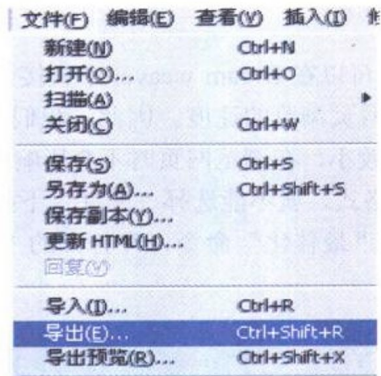 文件(F) 编辑(E) 查看(V) 插入(I)
新建(N) Ctrl+N
打开(O)... Ctrl+O
扫描(A)
关闭(C) Ctrl+W
保存(S) Ctrl+S
另存为(A)... Ctrl+Shift+S
保存副本(Y)...
更新 HTML(H)...
回复(V)
导入(I)... Ctrl+R
导出(E)... Ctrl+Shift+R
导出预览(R)... Ctrl+Shift+X